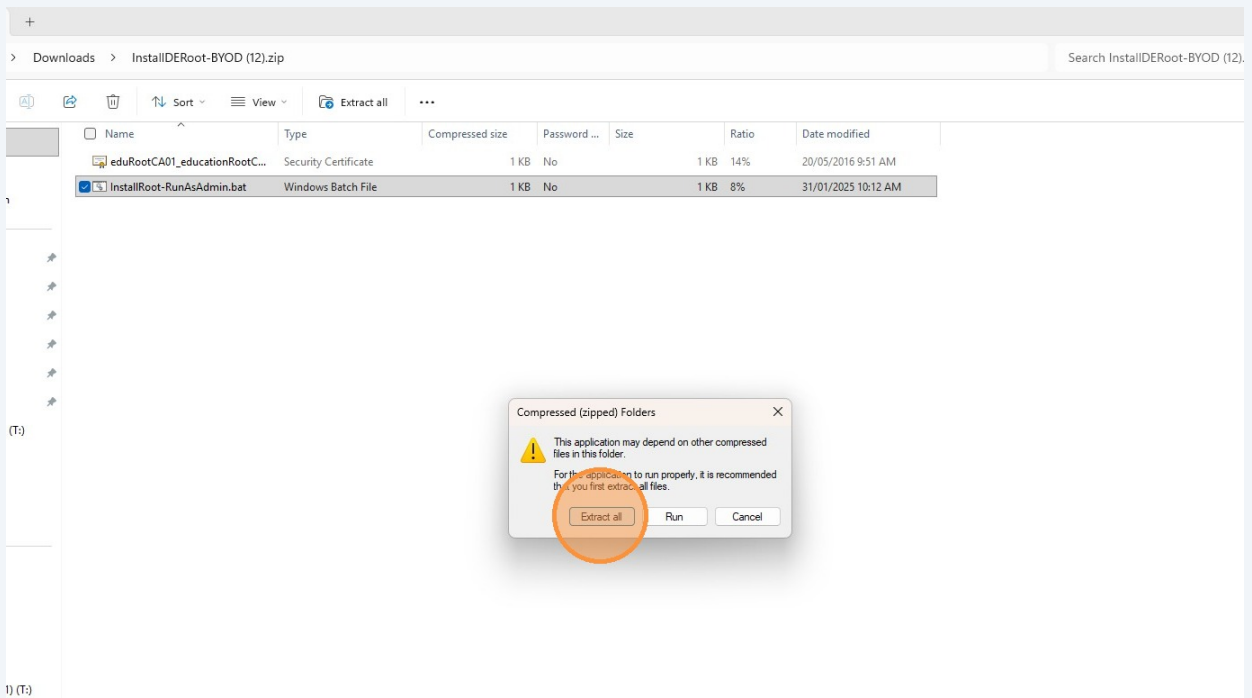 +
> Downloads > InstallDERoot-BYOD (12).zip
Search InstallDERoot-BYOD (12).
Sort View Extract all ...
Name Type Compressed size Password ... Size Ratio Date modified
eduRootCA01_educationRootC... Security Certificate 1 KB No 1 KB 14% 20/05/2016 9:51 AM
InstallRoot-RunAsAdmin.bat Windows Batch File 1 KB No 1 KB 8% 31/01/2025 10:12 AM
(T:)
Compressed (zipped) Folders
This application may depend on other compressed
files in this folder.
For the application to run properly, it is recommended
that you first extract all files.
Extract all Run Cancel
1) (T:)